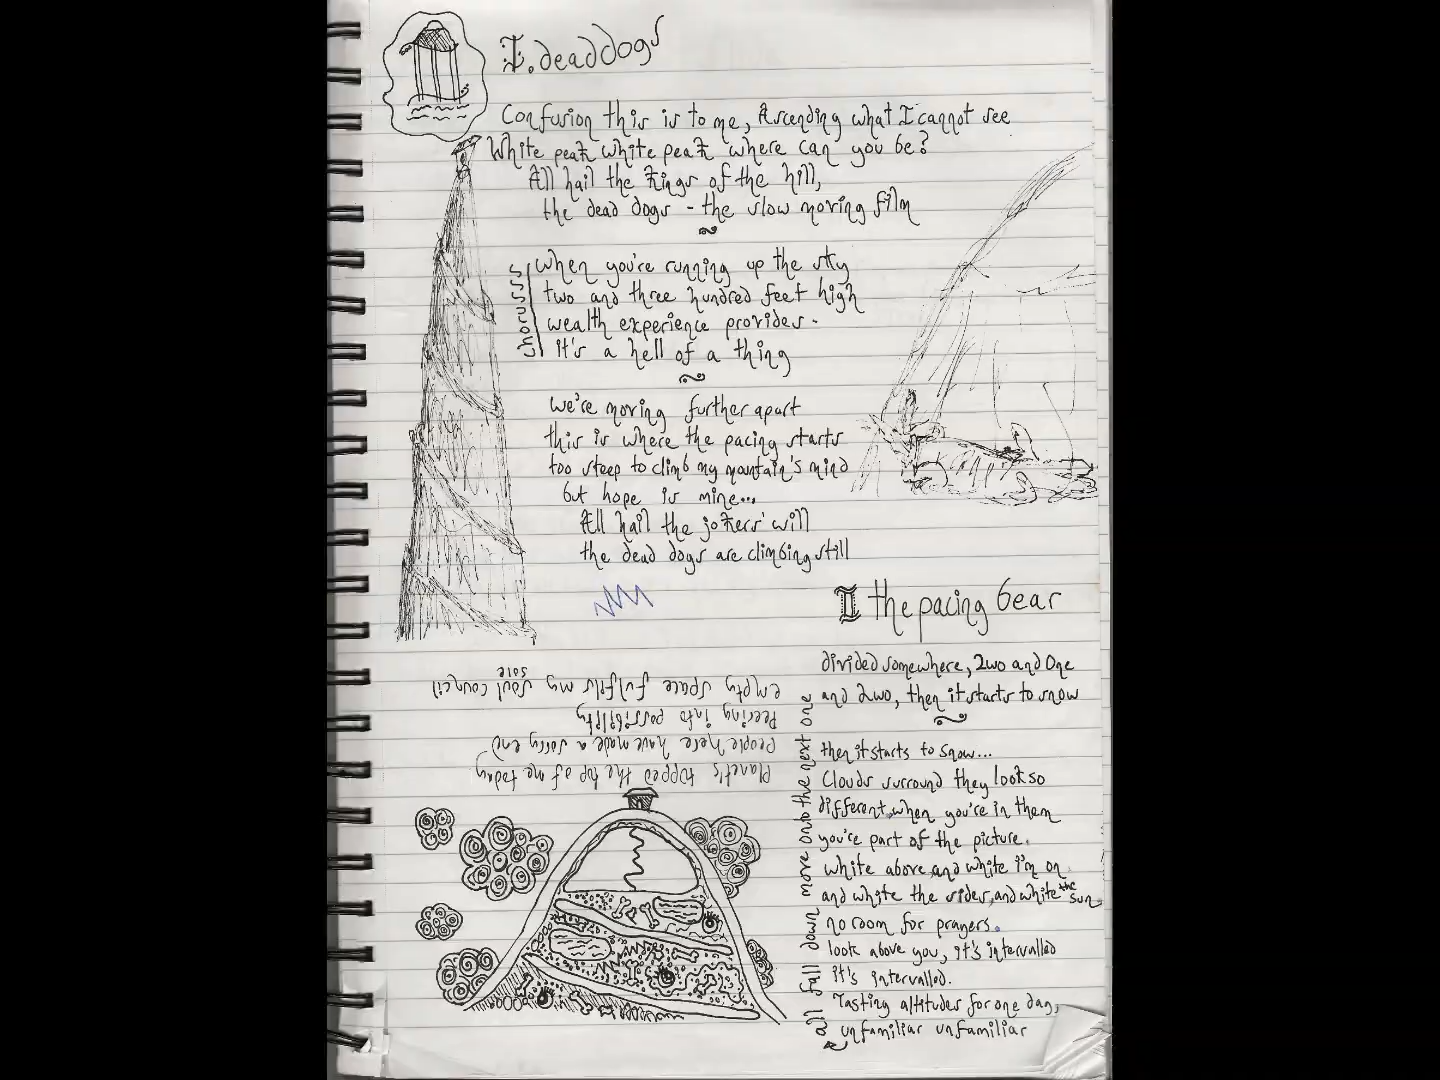 I. dead dogs
Confusion this is to me, Ascending what I cannot see
White peak white peak where can you be?
All hail the kings of the hill,
the dead dogs - the slow moving film
chorusss
when you're running up the sky
two and three hundred feet high
wealth experience provides -
it's a hell of a thing
we're moving further apart
this is where the pacing starts
too steep to climb my mountain's mind
but hope is mine...
All hail the jokers' will
the dead dogs are climbing still
II the pacing bear
divided somewhere, two and one
and two, then it starts to snow
then it starts to snow...
Clouds surround they look so
different, when you're in them
you're part of the picture.
white above, and white i'm on
and white the sides, and white the sun.
no room for prayers.
look above you, it's intervalled
it's intervalled.
Tasting altitudes for one day,
unfamiliar unfamiliar
all fall down more onto the next one
Planet's topped the top of me today
People here have made a sorry end
Peering into possibility
empty space fulfils my soul council
sole